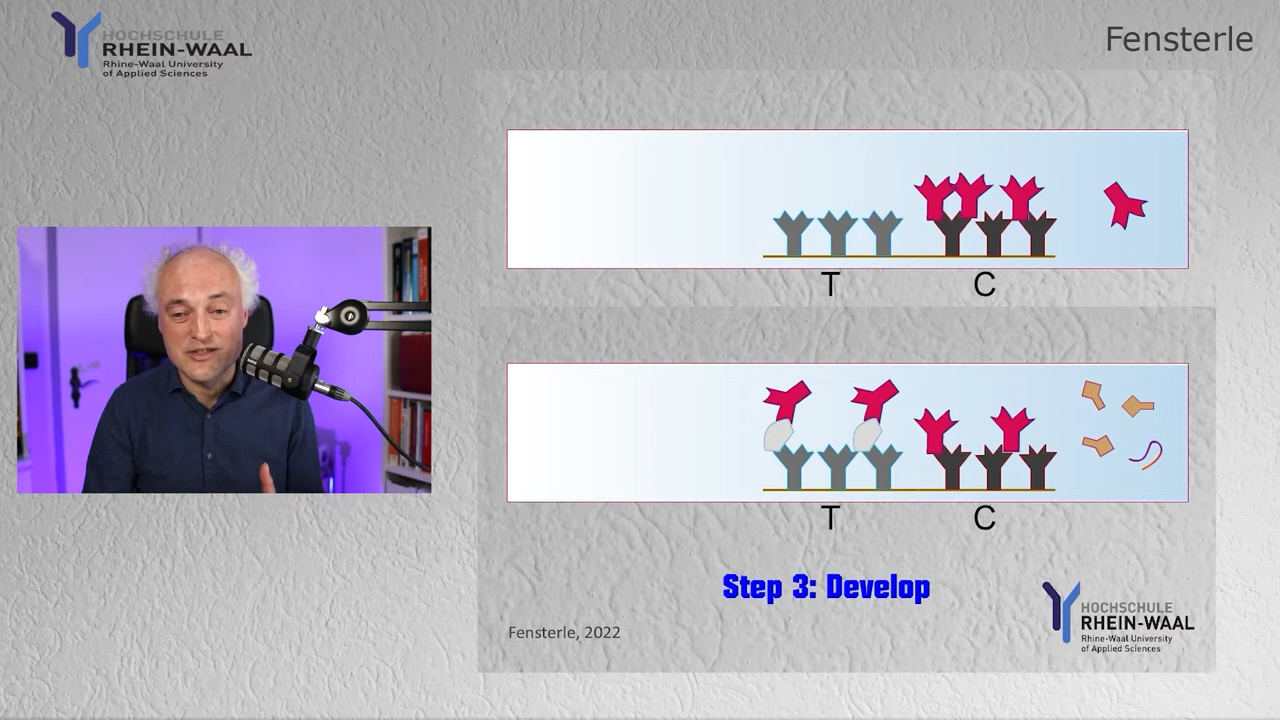 HOCHSCHULE
RHEIN-WAAL
Rhine-Waal University
of Applied Sciences
Fensterle
T C
T C
Step 3: Develop
Fensterle, 2022
HOCHSCHULE
RHEIN-WAAL
Rhine-Waal University
of Applied Sciences